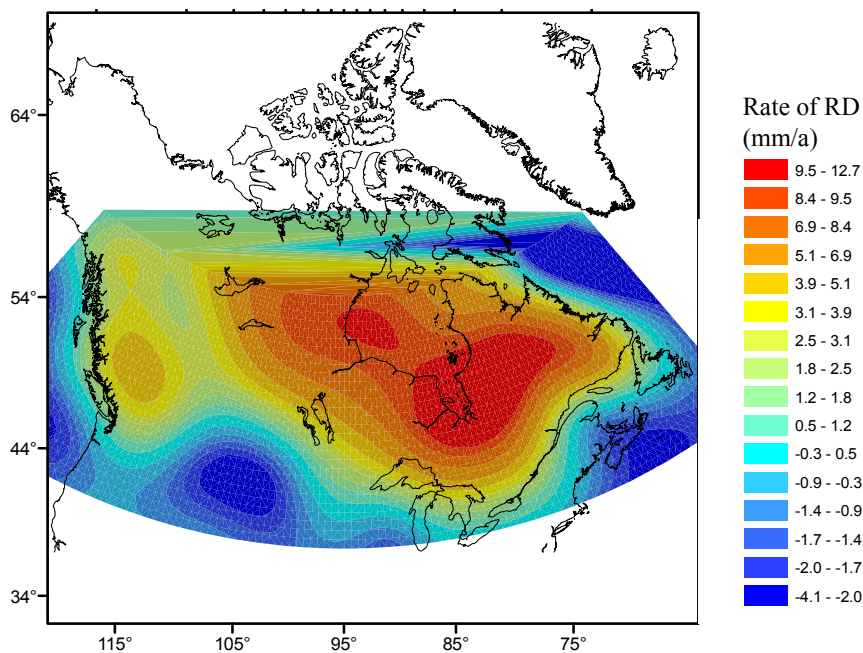 64°
54°
44°
34°
115°
105°
95°
85°
75°
Rate of RD
(mm/a)
9.5 - 12.7
8.4 - 9.5
6.9 - 8.4
5.1 - 6.9
3.9 - 5.1
3.1 - 3.9
2.5 - 3.1
1.8 - 2.5
1.2 - 1.8
0.5 - 1.2
-0.3 - 0.5
-0.9 - -0.3
-1.4 - -0.9
-1.7 - -1.4
-2.0 - -1.7
-4.1 - -2.0